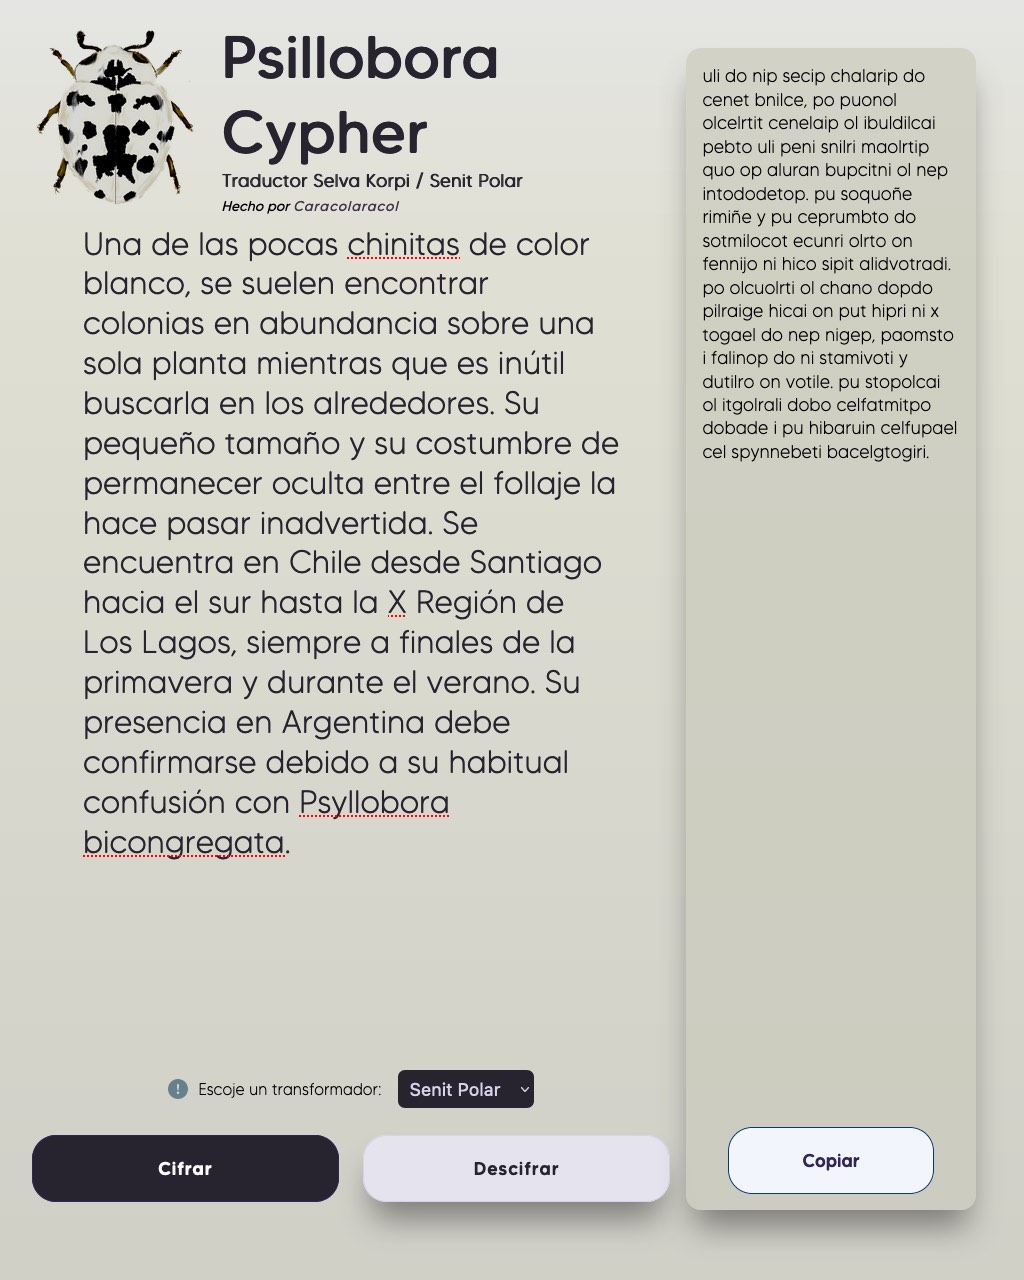 Psillobora
Cypher
Traductor Selva Korpi / Senit Polar
Hecho por Caracolaracol
Una de las pocas chinitas de color
blanco, se suelen encontrar
colonias en abundancia sobre una
sola planta mientras que es inútil
buscarla en los alrededores. Su
pequeño tamaño y su costumbre de
permanecer oculta entre el follaje la
hace pasar inadvertida. Se
encuentra en Chile desde Santiago
hacia el sur hasta la X Región de
Los Lagos, siempre a finales de la
primavera y durante el verano. Su
presencia en Argentina debe
confirmarse debido a su habitual
confusión con Psyllobora
bicongregata.
Escoje un transformador:
Senit Polar
Cifrar
Descifrar
uli do nip secip chalarip do
cenet bnilce, po puonol
olcelrtit cenelaip ol ibuldilcai
pebto uli peni snilri maolrtip
quo op aluran bupcitni ol nep
intododetop. pu soquoñe
rimiñe y pu ceprumbto do
sotmilocot ecunri olrto on
fennijo ni hico sipit alidvotradi.
po olcuolrti ol chano dopdo
pilraige hicai on put hipri ni x
togael do nep nigep, paomsto
i falinop do ni stamivoti y
dutilro on votile. pu stopolcai
ol itgolrali dobo celfatmitpo
dobade i pu hibaruin celfupael
cel spynnebeti bacelgtogiri.
Copiar